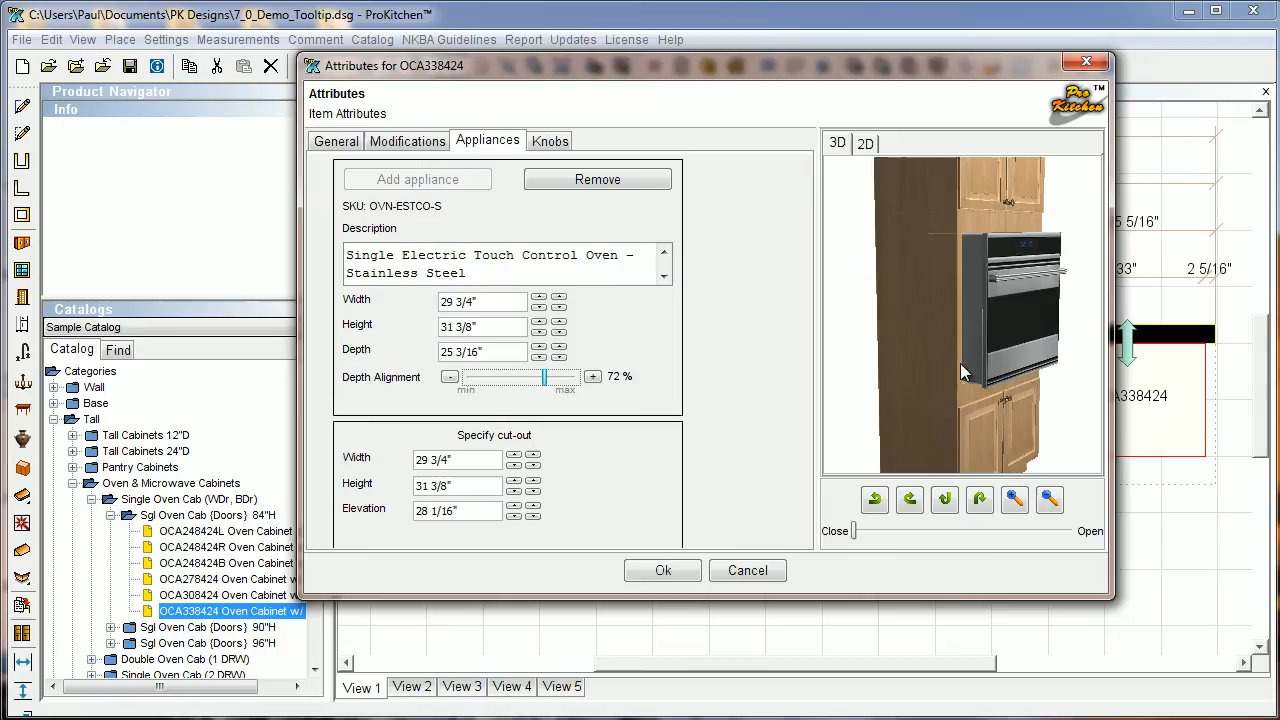 C:\Users\Paul\Documents\PK Designs\7_0_Demo_Tooltip.dsg - ProKitchen™
File Edit View Place Settings Measurements Comment Catalog NKBA Guidelines Report Updates License Help
Product Navigator
Info
Catalogs
Sample Catalog
Catalog Find
Categories
Wall
Base
Tall
Tall Cabinets 12"D
Tall Cabinets 24"D
Pantry Cabinets
Oven & Microwave Cabinets
Single Oven Cab (WDr, BDr)
Sgl Oven Cab {Doors} 84"H
OCA248424L Oven Cabinet
OCA248424R Oven Cabinet
OCA248424B Oven Cabinet
OCA278424 Oven Cabinet w
OCA308424 Oven Cabinet w
OCA338424 Oven Cabinet w/
Sgl Oven Cab {Doors} 90"H
Sgl Oven Cab {Doors} 96"H
Double Oven Cab (1 DRW)
Single Oven Cab (2 DRW)
Attributes for OCA338424
Attributes
Item Attributes
Pro Kitchen™
General Modifications Appliances Knobs
Add appliance Remove
SKU: OVN-ESTCO-S
Description
Single Electric Touch Control Oven –
Stainless Steel
Width 29 3/4"
Height 31 3/8"
Depth 25 3/16"
Depth Alignment - + 72 %
min max
Specify cut-out
Width 29 3/4"
Height 31 3/8"
Elevation 28 1/16"
3D 2D
Close Open
Ok Cancel
5 5/16"
33" 2 5/16"
A338424
View 1 View 2 View 3 View 4 View 5